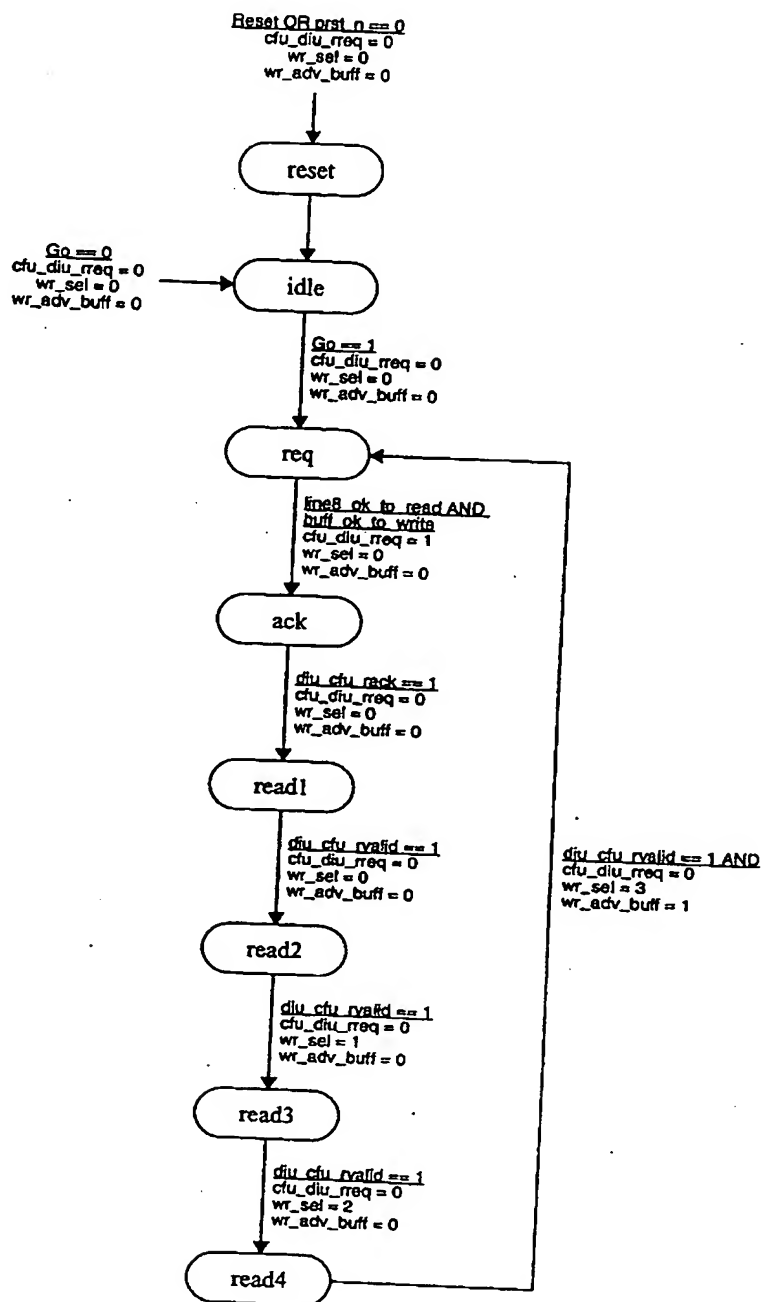 Reset OR prst_n == 0
cfu_diu_rreq = 0
wr_sel = 0
wr_adv_buff = 0
reset
Go == 0
cfu_diu_rreq = 0
wr_sel = 0
wr_adv_buff = 0
idle
Go == 1
cfu_diu_rreq = 0
wr_sel = 0
wr_adv_buff = 0
req
line8_ok_to_read AND
buff_ok_to_write
cfu_diu_rreq = 1
wr_sel = 0
wr_adv_buff = 0
ack
diu_cfu_rack == 1
cfu_diu_rreq = 0
wr_sel = 0
wr_adv_buff = 0
read1
diu_cfu_rvalid == 1
cfu_diu_rreq = 0
wr_sel = 0
wr_adv_buff = 0
diu_cfu_rvalid == 1 AND
cfu_diu_rreq = 0
wr_sel = 3
wr_adv_buff = 1
read2
diu_cfu_rvalid == 1
cfu_diu_rreq = 0
wr_sel = 1
wr_adv_buff = 0
read3
diu_cfu_rvalid == 1
cfu_diu_rreq = 0
wr_sel = 2
wr_adv_buff = 0
read4